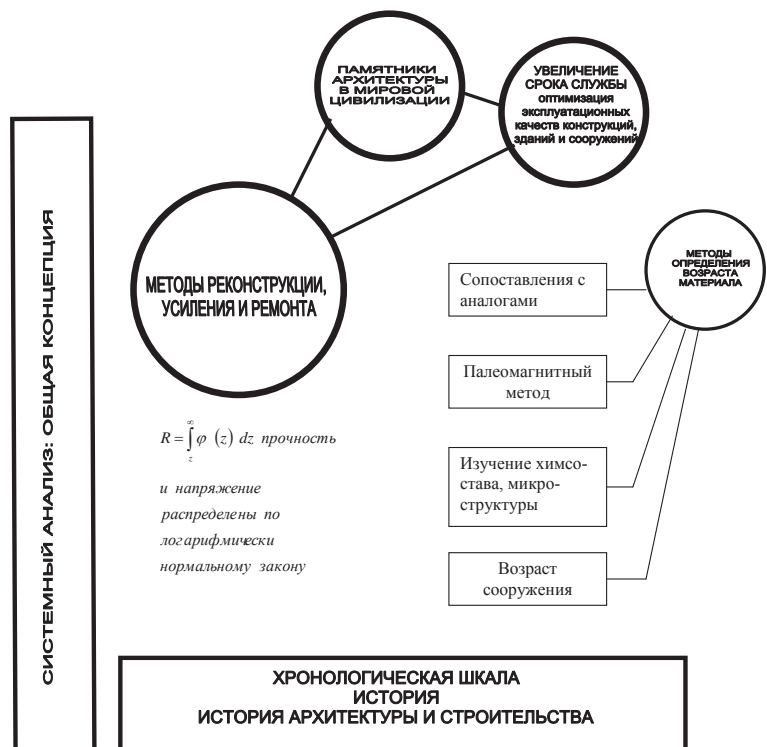 ПАМЯТНИКИ
АРХИТЕКТУРЫ
В МИРОВОЙ
ЦИВИЛИЗАЦИИ
УВЕЛИЧЕНИЕ
СРОКА СЛУЖБЫ
оптимизация
эксплуатационных
качеств конструкций,
зданий и сооружений
СИСТЕМНЫЙ АНАЛИЗ: ОБЩАЯ КОНЦЕПЦИЯ
МЕТОДЫ РЕКОНСТРУКЦИИ,
УСИЛЕНИЯ И РЕМОНТА
МЕТОДЫ
ОПРЕДЕЛЕНИЯ
ВОЗРАСТА
МАТЕРИАЛА
Сопоставления с
аналогами
Палеомагнитный
метод
Изучение химсо-
става, микро-
структуры
Возраст
сооружения
R = ∫_z^∞ φ (z) dz прочность
и напряжение
распределены по
логарифмически
нормальному закону
ХРОНОЛОГИЧЕСКАЯ ШКАЛА
ИСТОРИЯ
ИСТОРИЯ АРХИТЕКТУРЫ И СТРОИТЕЛЬСТВА